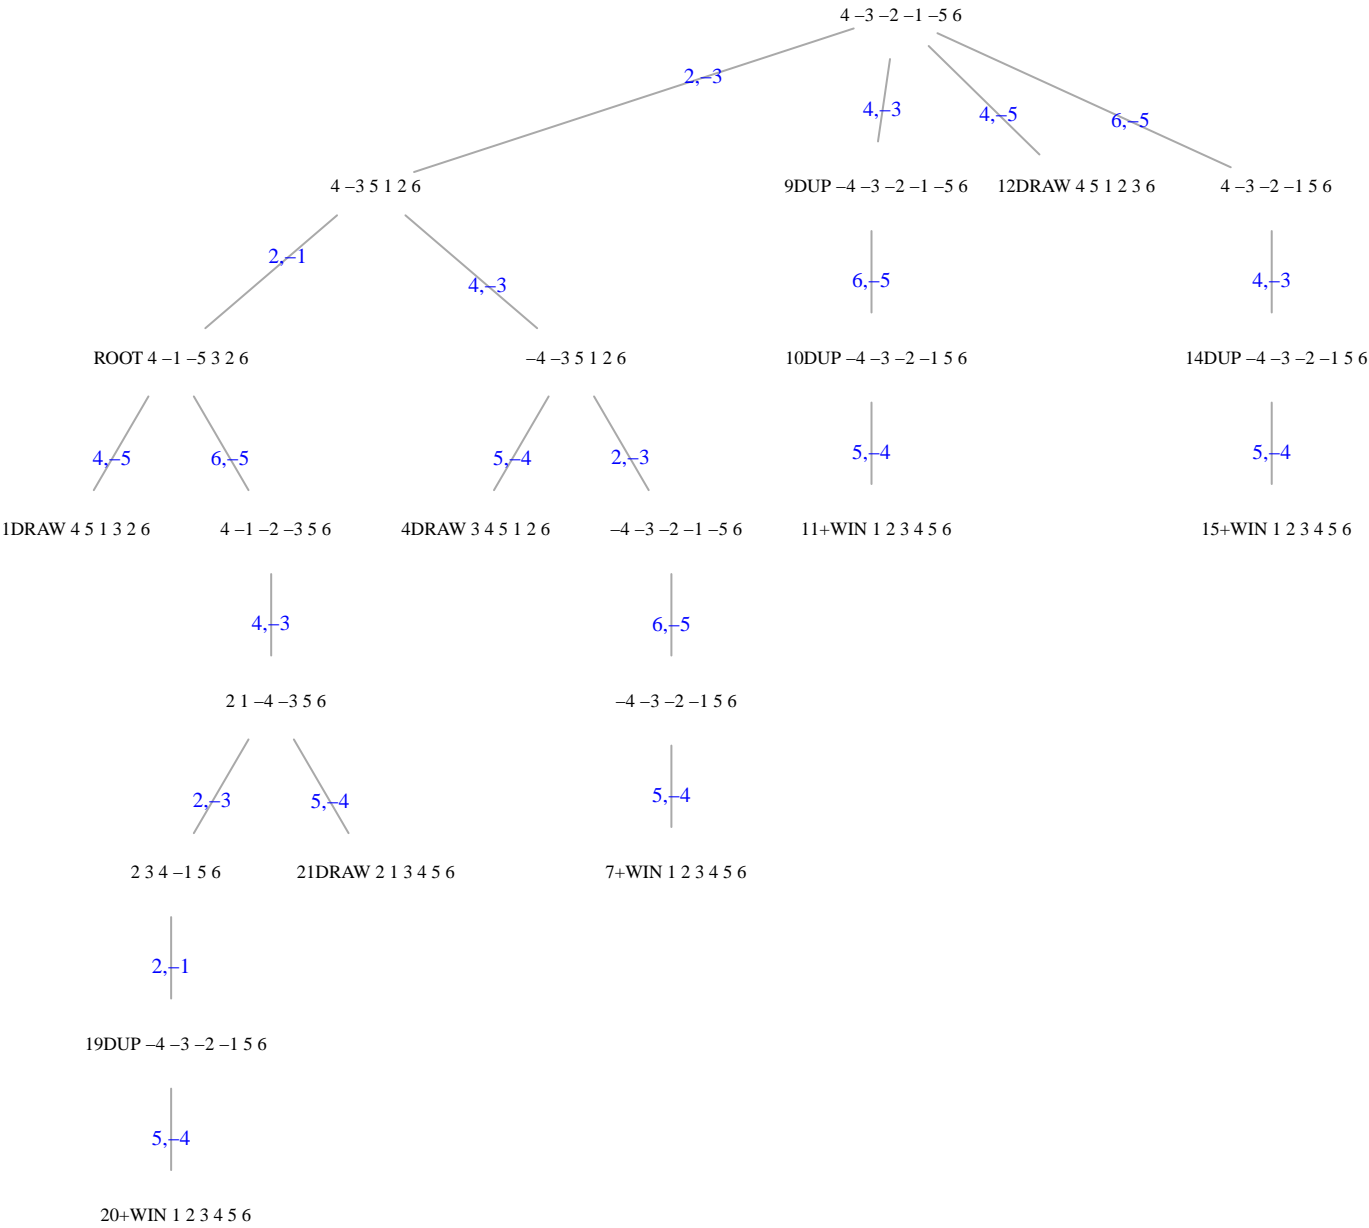 4 –3 –2 –1 –5 6
2,–3
4,–3
4,–5
6,–5
4 –3 5 1 2 6
9DUP –4 –3 –2 –1 –5 6
12DRAW 4 5 1 2 3 6
4 –3 –2 –1 5 6
2,–1
4,–3
6,–5
4,–3
ROOT 4 –1 –5 3 2 6
–4 –3 5 1 2 6
10DUP –4 –3 –2 –1 5 6
14DUP –4 –3 –2 –1 5 6
4,–5
6,–5
5,–4
2,–3
5,–4
5,–4
1DRAW 4 5 1 3 2 6
4 –1 –2 –3 5 6
4DRAW 3 4 5 1 2 6
–4 –3 –2 –1 –5 6
11+WIN 1 2 3 4 5 6
15+WIN 1 2 3 4 5 6
4,–3
6,–5
2 1 –4 –3 5 6
–4 –3 –2 –1 5 6
2,–3
5,–4
5,–4
2 3 4 –1 5 6
21DRAW 2 1 3 4 5 6
7+WIN 1 2 3 4 5 6
2,–1
19DUP –4 –3 –2 –1 5 6
5,–4
20+WIN 1 2 3 4 5 6